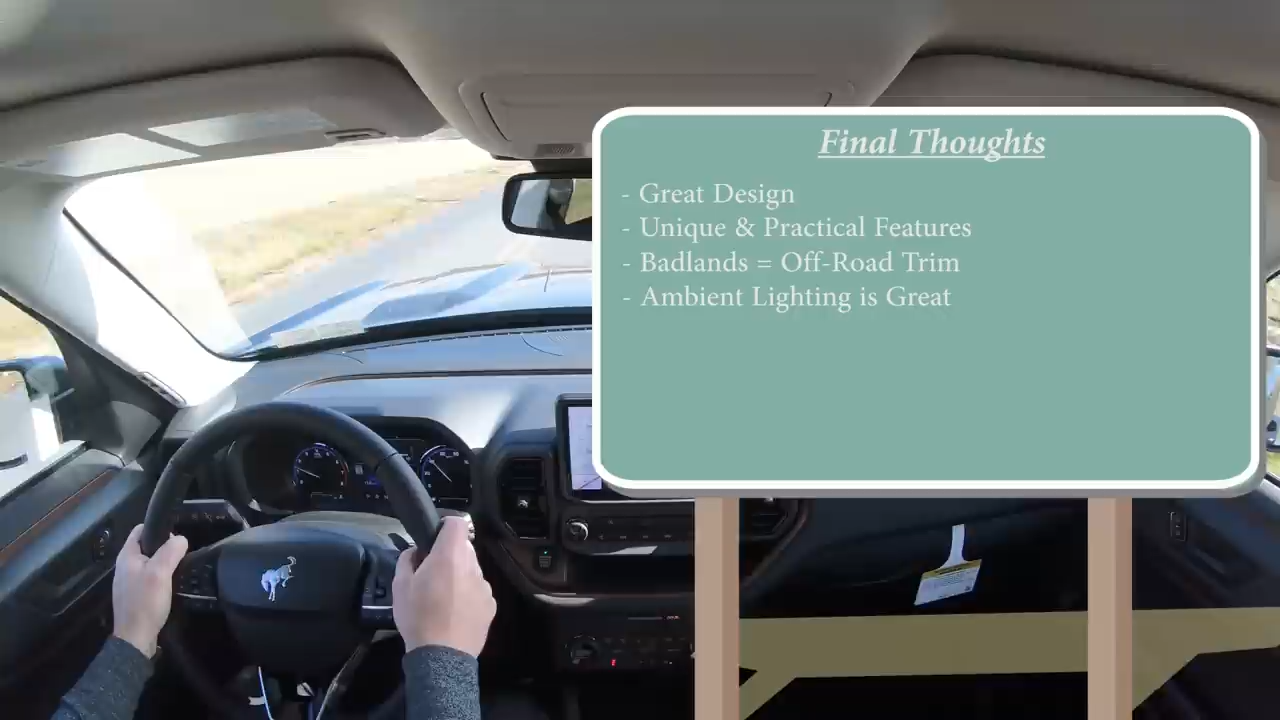 Final Thoughts
- Great Design
- Unique & Practical Features
- Badlands = Off-Road Trim
- Ambient Lighting is Great